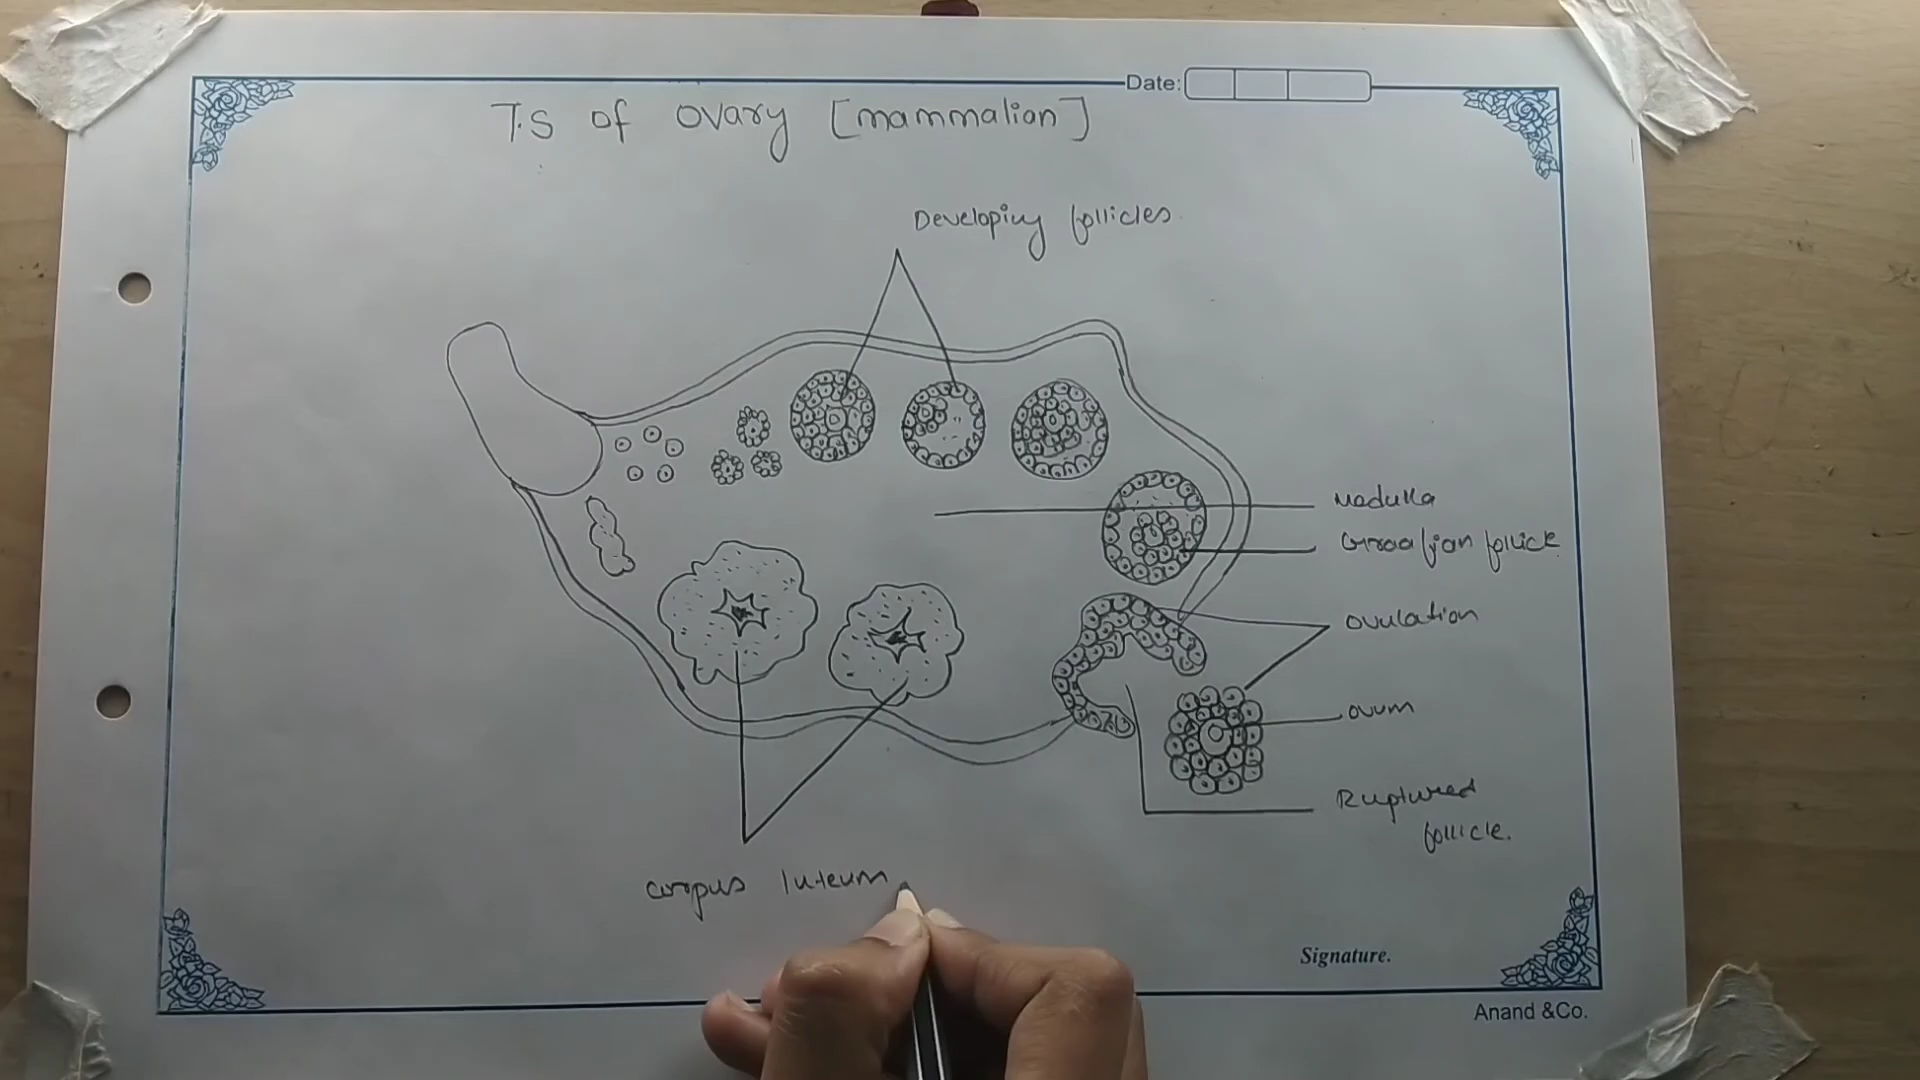 Date:
T.S of ovary [mammalian]
Developing follicles
Medulla
Graafian follicle
ovulation
ovum
Ruptured
follicle.
corpus luteum
Signature.
Anand &Co.